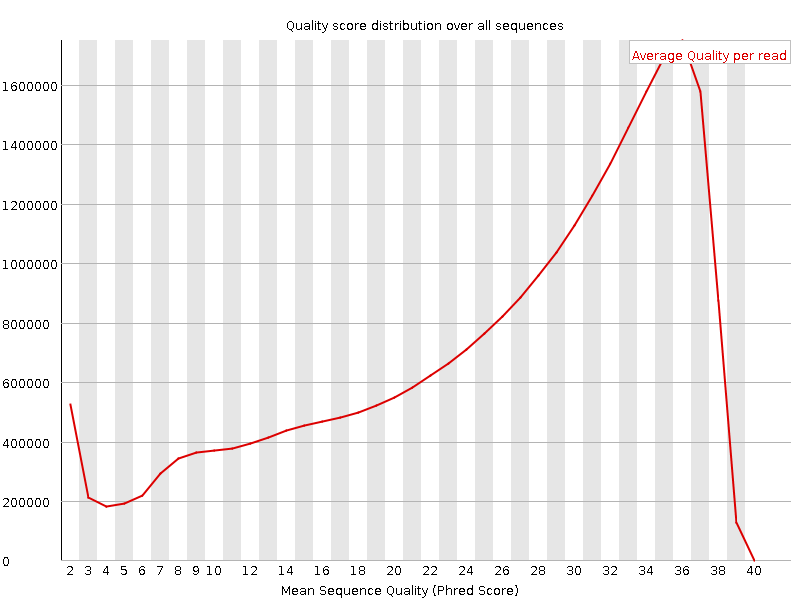 Quality score distribution over all sequences
Average Quality per read
1600000
1400000
1200000
1000000
800000
600000
400000
200000
0
2 3 4 5 6 7 8 9 10 12 14 16 18 20 22 24 26 28 30 32 34 36 38 40
Mean Sequence Quality (Phred Score)